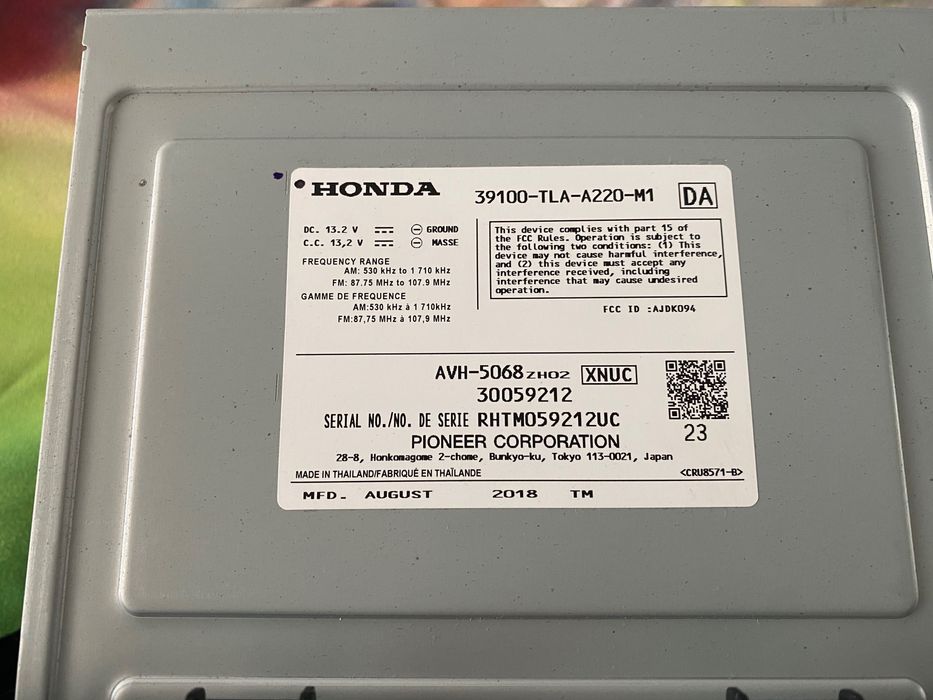 HONDA 39100-TLA-A220-M1 DA
DC. 13.2 V GROUND
C.C. 13,2 V MASSE
FREQUENCY RANGE
AM: 530 kHz to 1 710 kHz
FM: 87.75 MHz to 107.9 MHz
GAMME DE FREQUENCE
AM:530 kHz à 1 710kHz
FM:87,75 MHz à 107,9 MHz
This device complies with part 15 of
the FCC Rules. Operation is subject to
the following two conditions: (1) This
device may not cause harmful interference,
and (2) this device must accept any
interference received, including
interference that may cause undesired
operation.
FCC ID :AJDK094
AVH-5068 ZH02 XNUC
30059212
SERIAL NO./NO. DE SERIE RHTM059212UC
23
PIONEER CORPORATION
28-8, Honkomagome 2-chome, Bunkyo-ku, Tokyo 113-0021, Japan
MADE IN THAILAND/FABRIQUÉ EN THAÏLANDE <CRU8571-B>
MFD. AUGUST 2018 TM